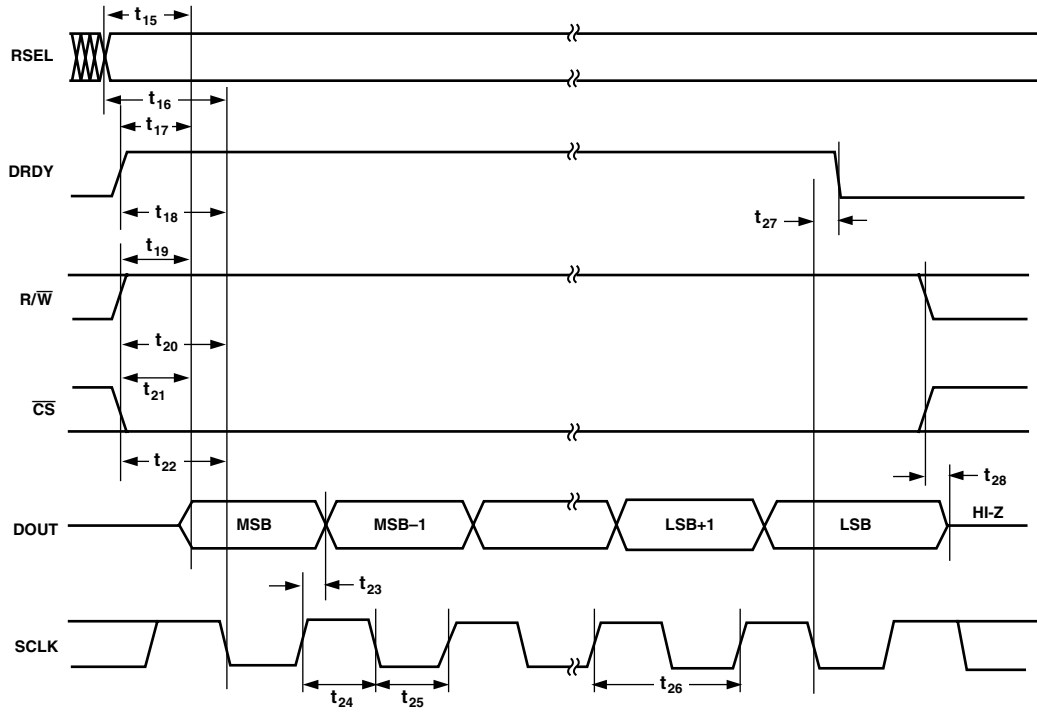 t15
RSEL
t16
t17
DRDY
t18
t27
t19
R/W̅
t20
t21
C̅S̅
t22
t28
DOUT
MSB
MSB–1
LSB+1
LSB
HI-Z
t23
SCLK
t24
t25
t26